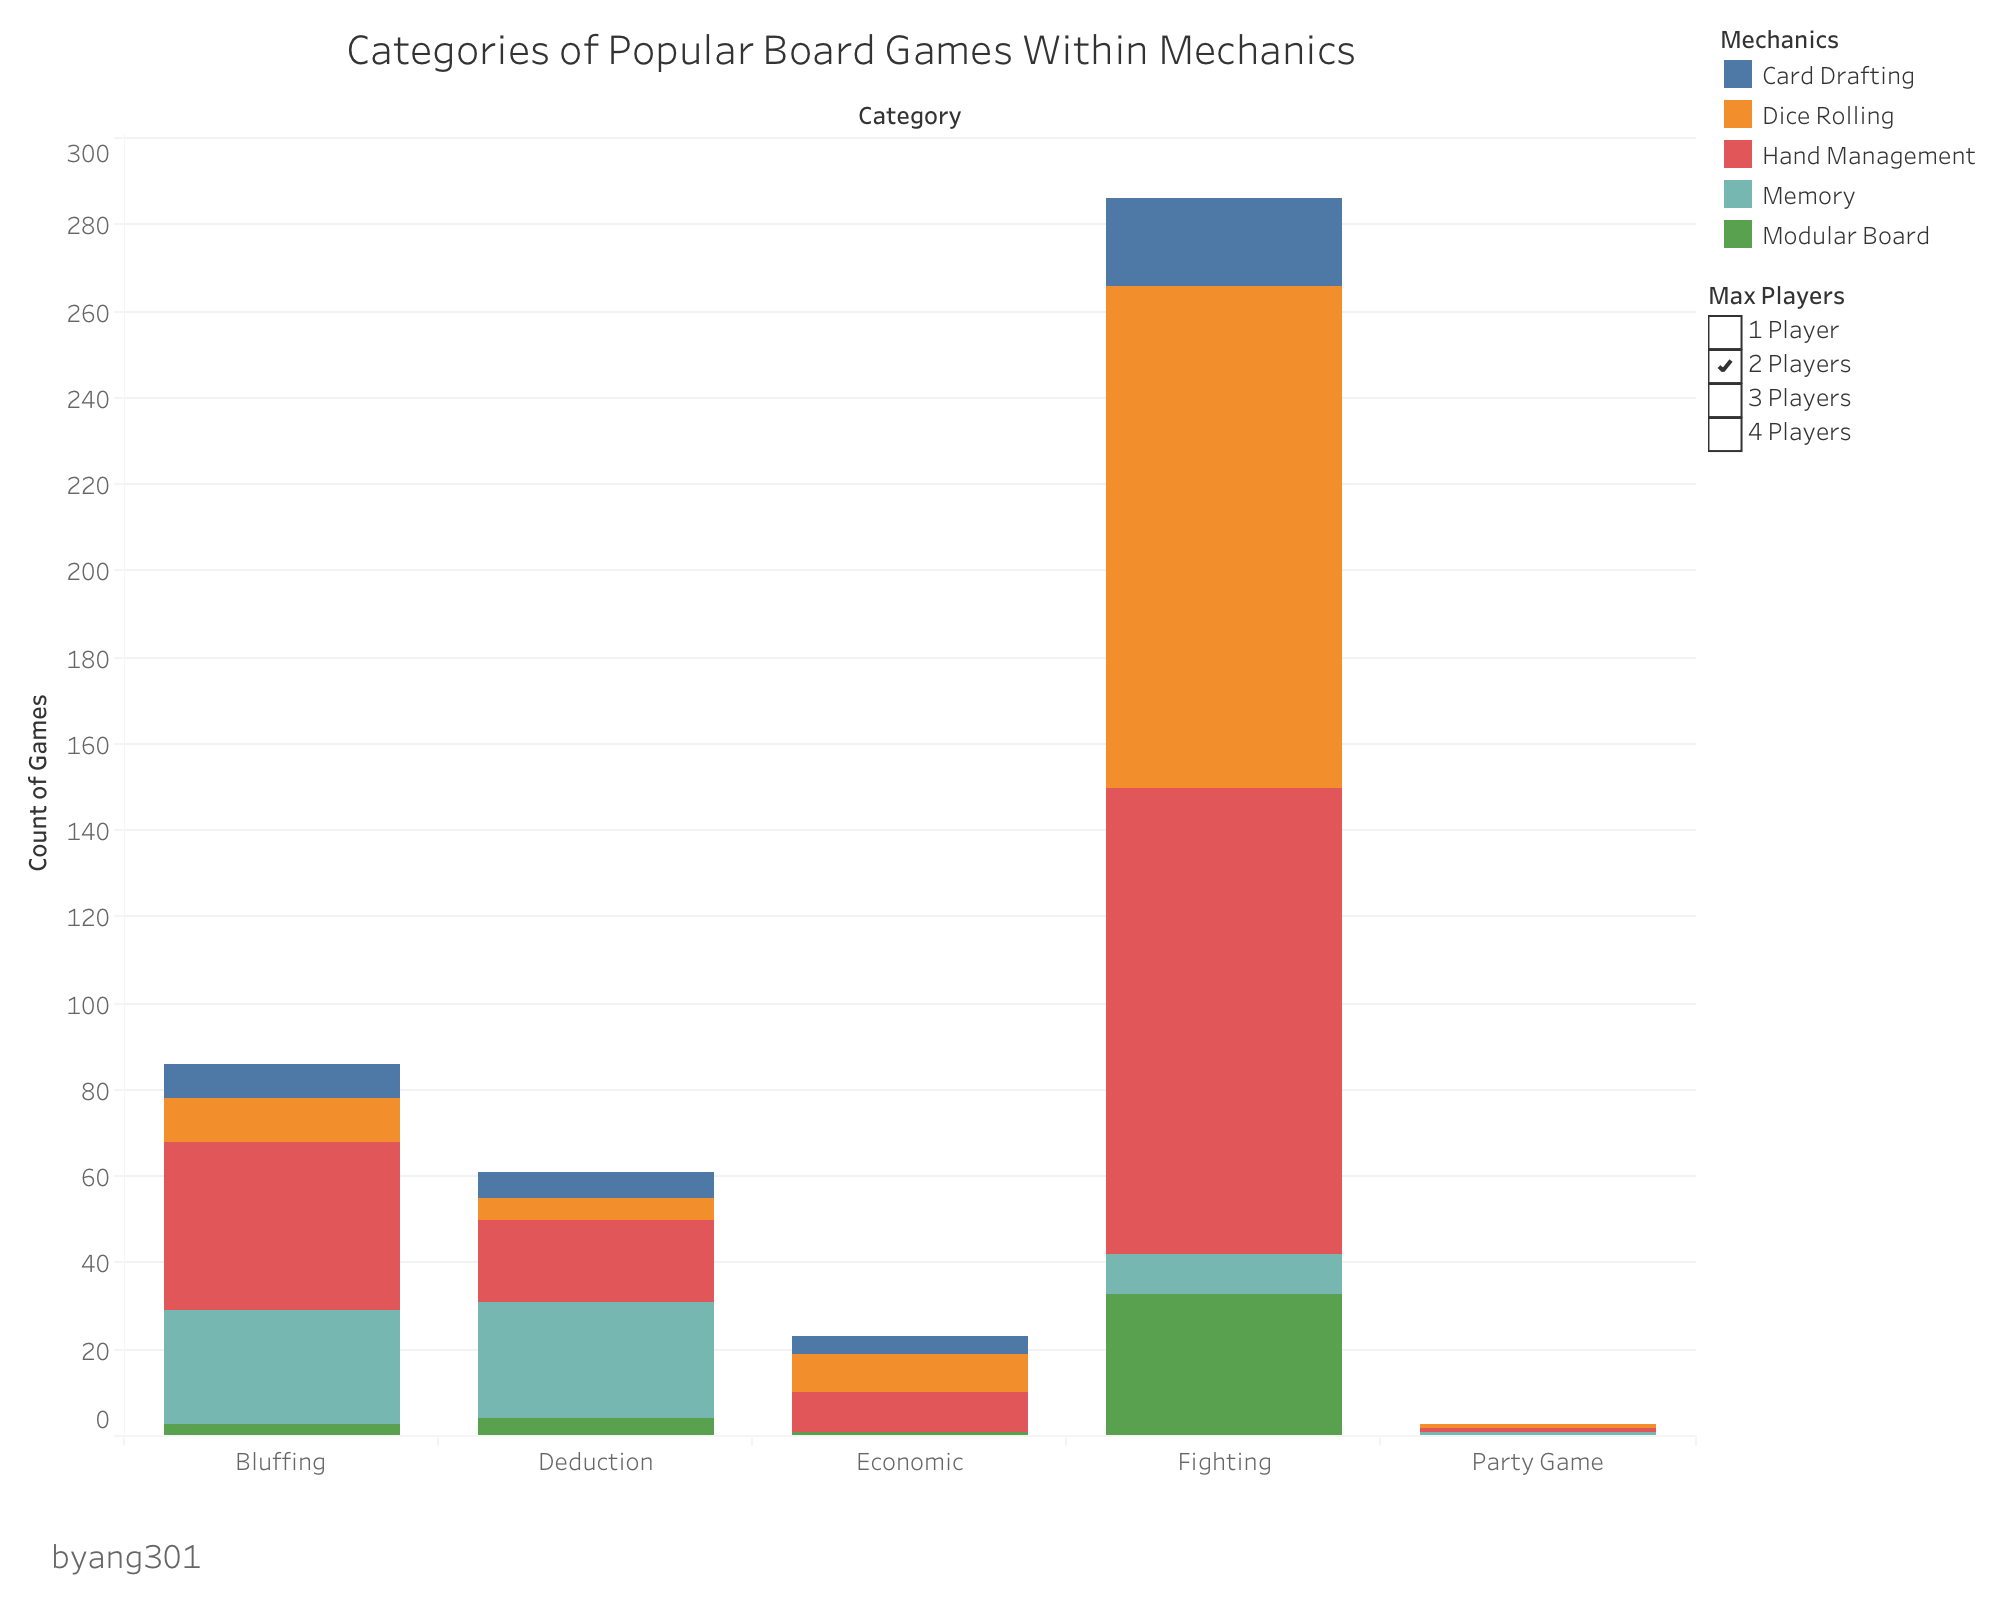 Categories of Popular Board Games Within Mechanics
Category
Count of Games
300
280
260
240
220
200
180
160
140
120
100
80
60
40
20
0
Bluffing
Deduction
Economic
Fighting
Party Game
Mechanics
Card Drafting
Dice Rolling
Hand Management
Memory
Modular Board
Max Players
1 Player
2 Players
3 Players
4 Players
byang301